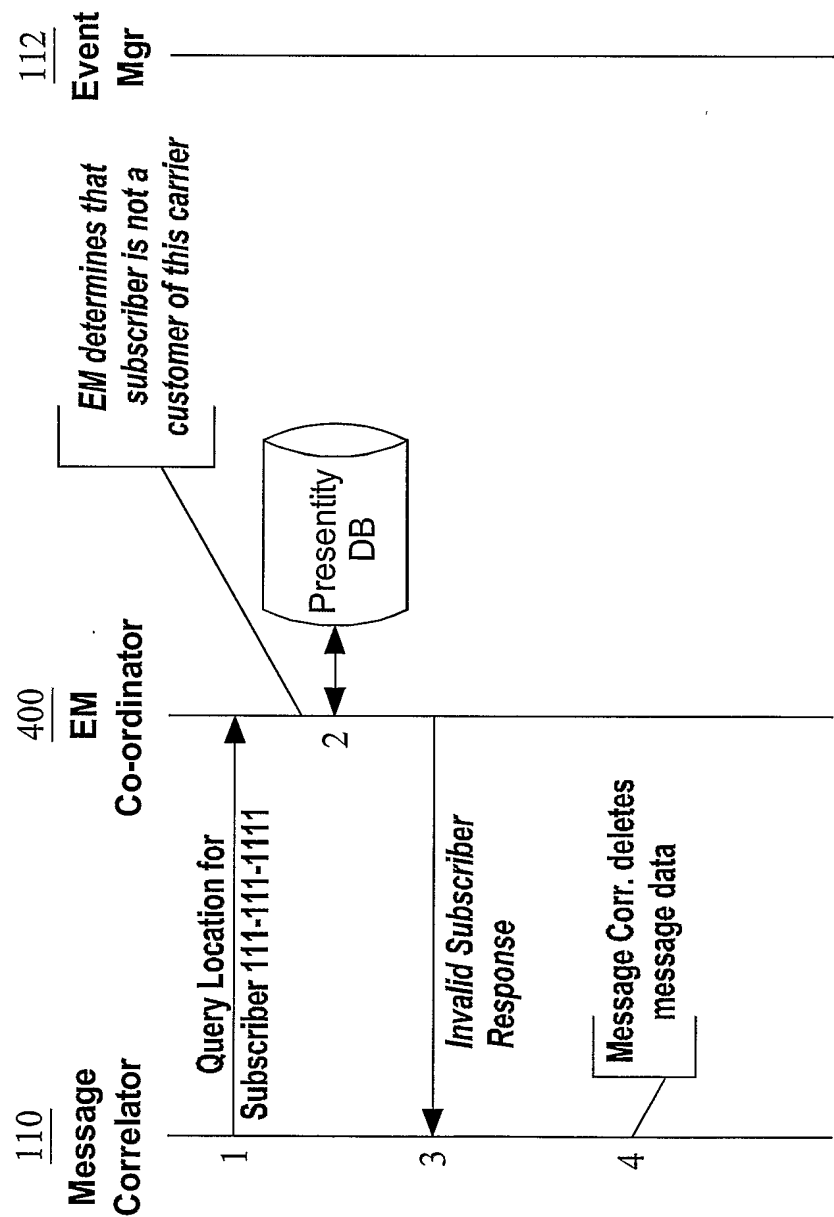 110
Message
Correlator
400
EM
Co-ordinator
112
Event
Mgr
EM determines that
subscriber is not a
customer of this carrier
1
Query Location for
Subscriber 111-111-1111
2
Presentity
DB
3
Invalid Subscriber
Response
4
Message Corr. deletes
message data